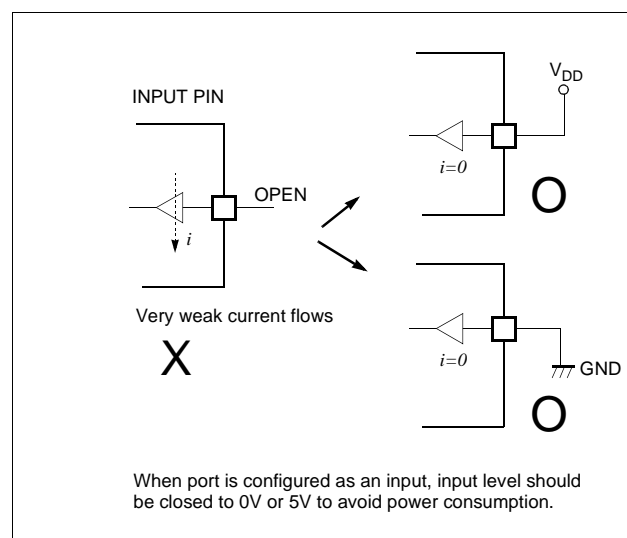 INPUT PIN
OPEN
i
Very weak current flows
X
VDD
i=0
O
i=0
GND
O
When port is configured as an input, input level should
be closed to 0V or 5V to avoid power consumption.